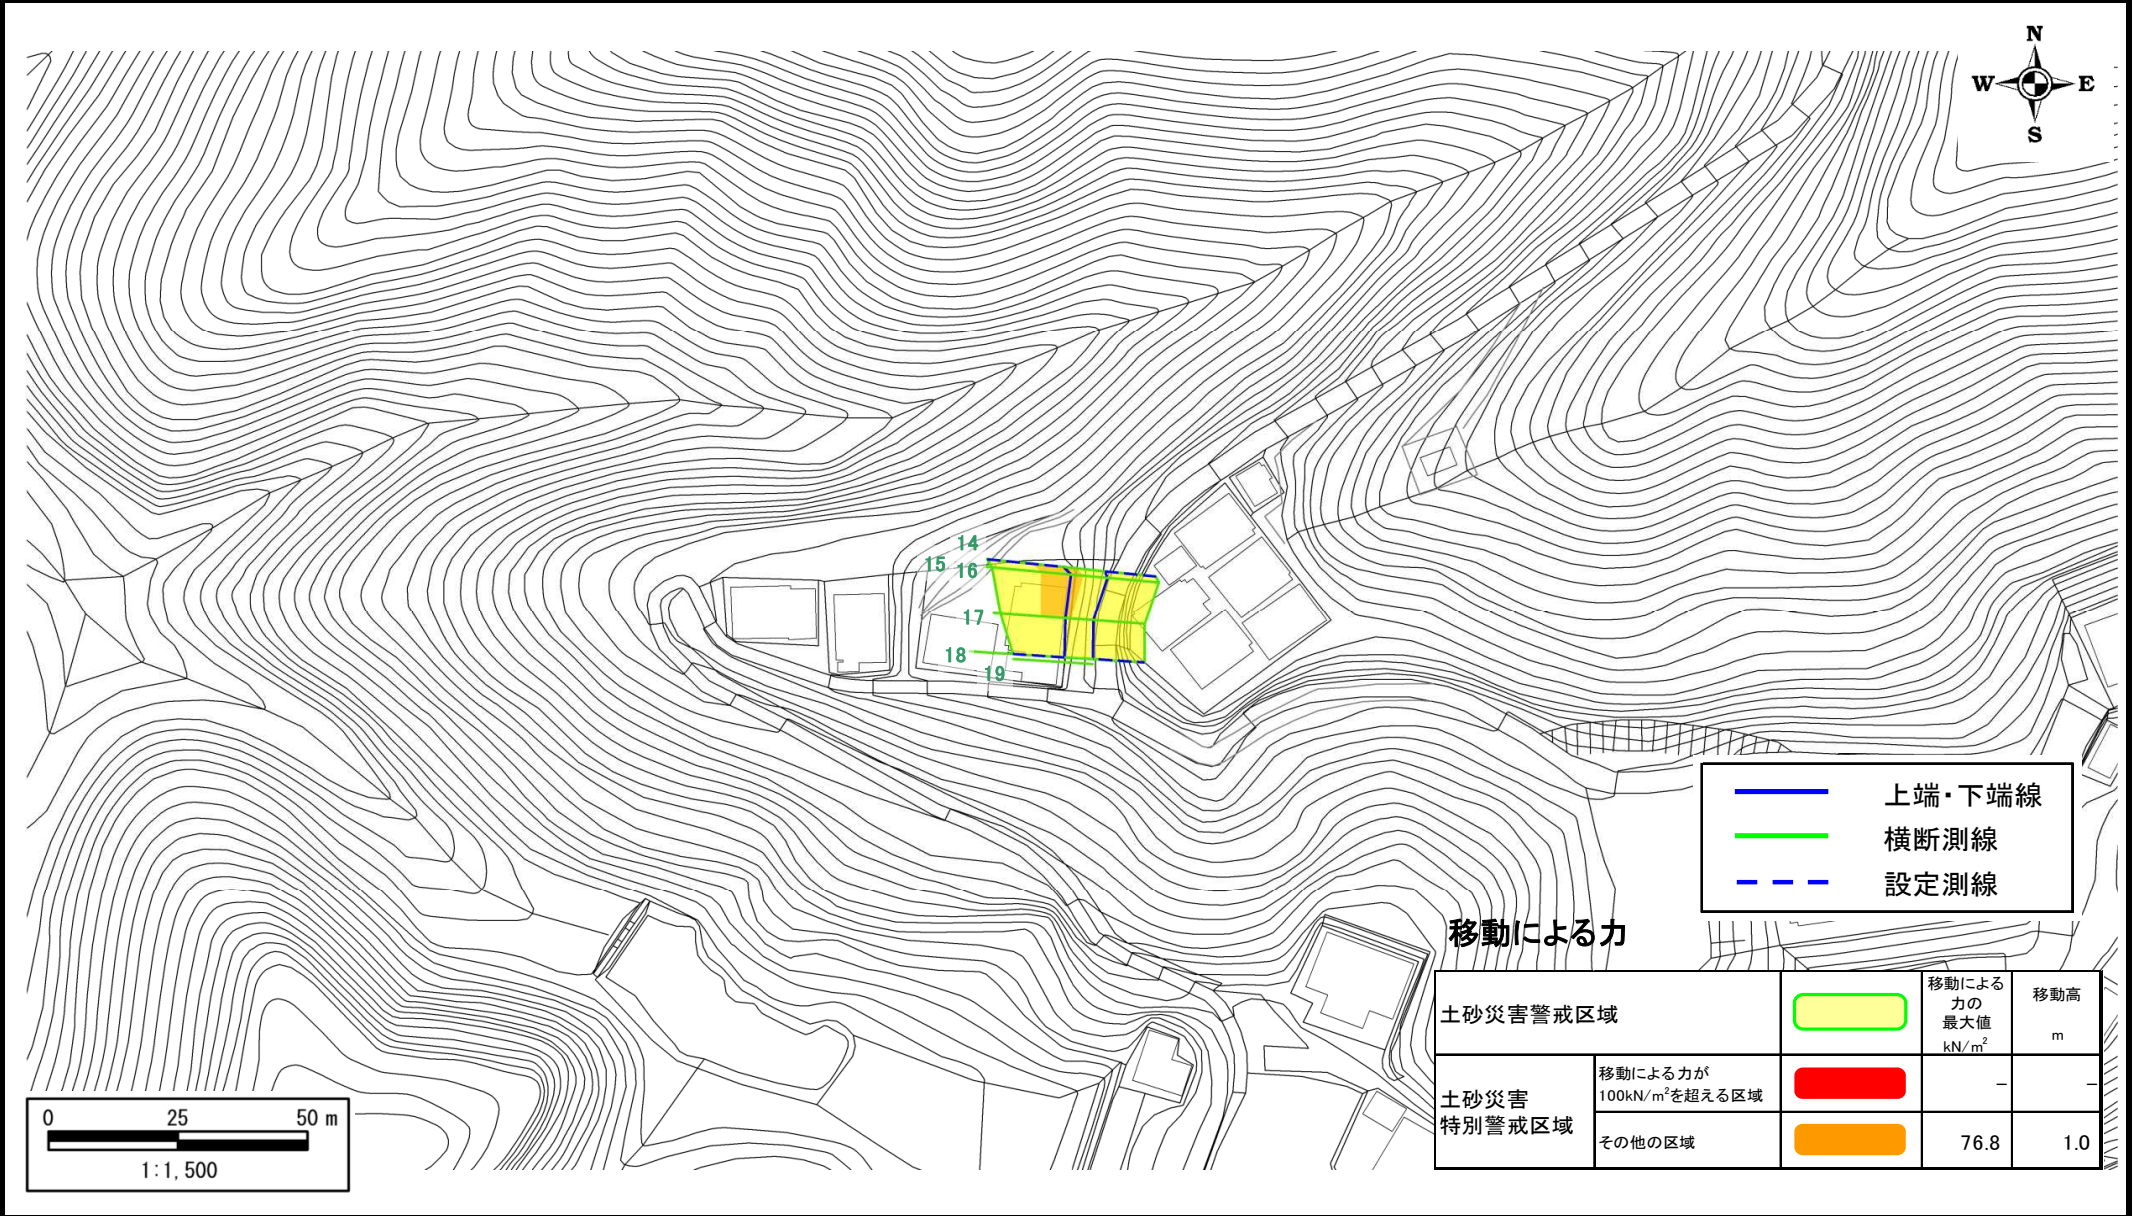 N
W E
S
14
15 16
17
18
19
上端・下端線
横断測線
設定測線
移動による力
土砂災害警戒区域
移動による
力の
最大値
kN/m²
移動高
m
土砂災害
特別警戒区域
移動による力が
100kN/m²を超える区域
－ －
その他の区域
76.8 1.0
0 25 50 m
1:1,500